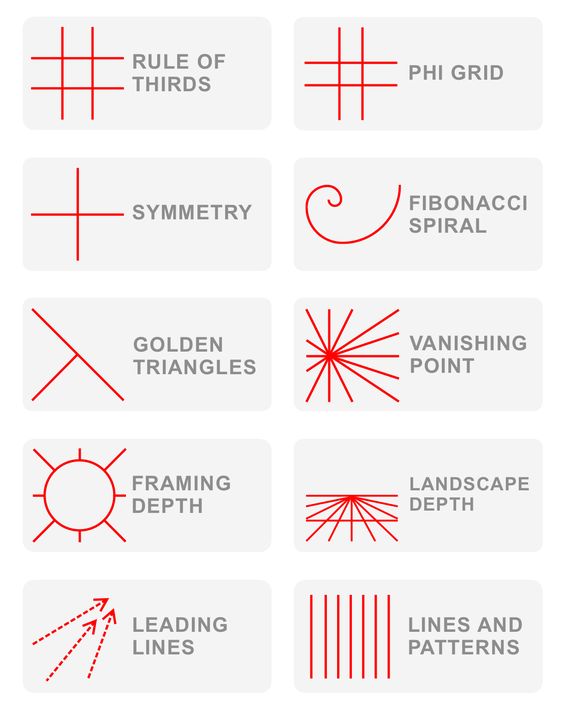 RULE OF
THIRDS
PHI GRID
SYMMETRY
FIBONACCI
SPIRAL
GOLDEN
TRIANGLES
VANISHING
POINT
FRAMING
DEPTH
LANDSCAPE
DEPTH
LEADING
LINES
LINES AND
PATTERNS